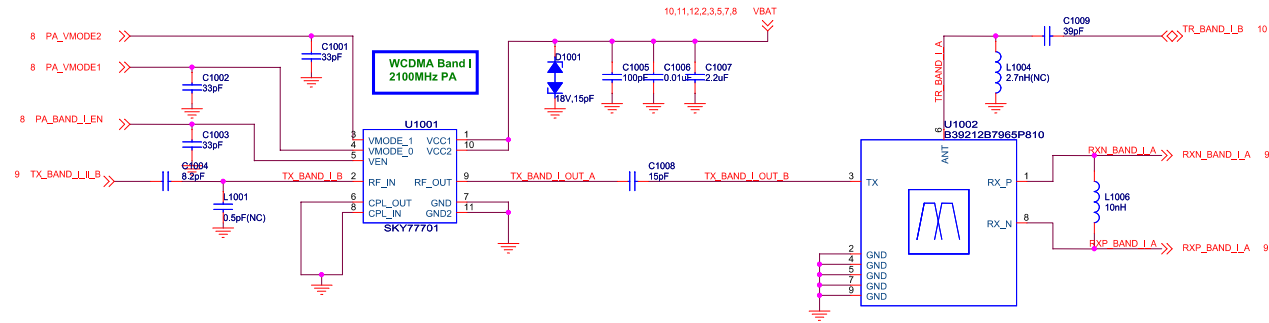 10,11,12,2,3,5,7,8 VBAT
8 PA_VMODE2
C1001
33pF
WCDMA Band I
2100MHz PA
D1001
18V,15pF
C1005
100pF
C1006
0.01uF
C1007
2.2uF
C1009
39pF
TR_BAND_I_B 10
TR_BAND_I_A
L1004
2.7nH(NC)
8 PA_VMODE1
C1002
33pF
8 PA_BAND_I_EN
C1003
33pF
9 TX_BAND_I_II_B
C1004
8.2pF
L1001
0.5pF(NC)
TX_BAND_I_B
U1001
3 VMODE_1 VCC1 1
4 VMODE_0 VCC2 10
5 VEN
2 RF_IN RF_OUT 9
6 CPL_OUT GND 7
8 CPL_IN GND2 11
SKY77701
TX_BAND_I_OUT_A
C1008
15pF
TX_BAND_I_OUT_B
U1002
B39212B7965P810
6
ANT
3 TX
RX_P 1
RX_N 8
2 GND
4 GND
5 GND
7 GND
9 GND
RXN_BAND_I_A RXN_BAND_I_A 9
L1006
10nH
RXP_BAND_I_A RXP_BAND_I_A 9